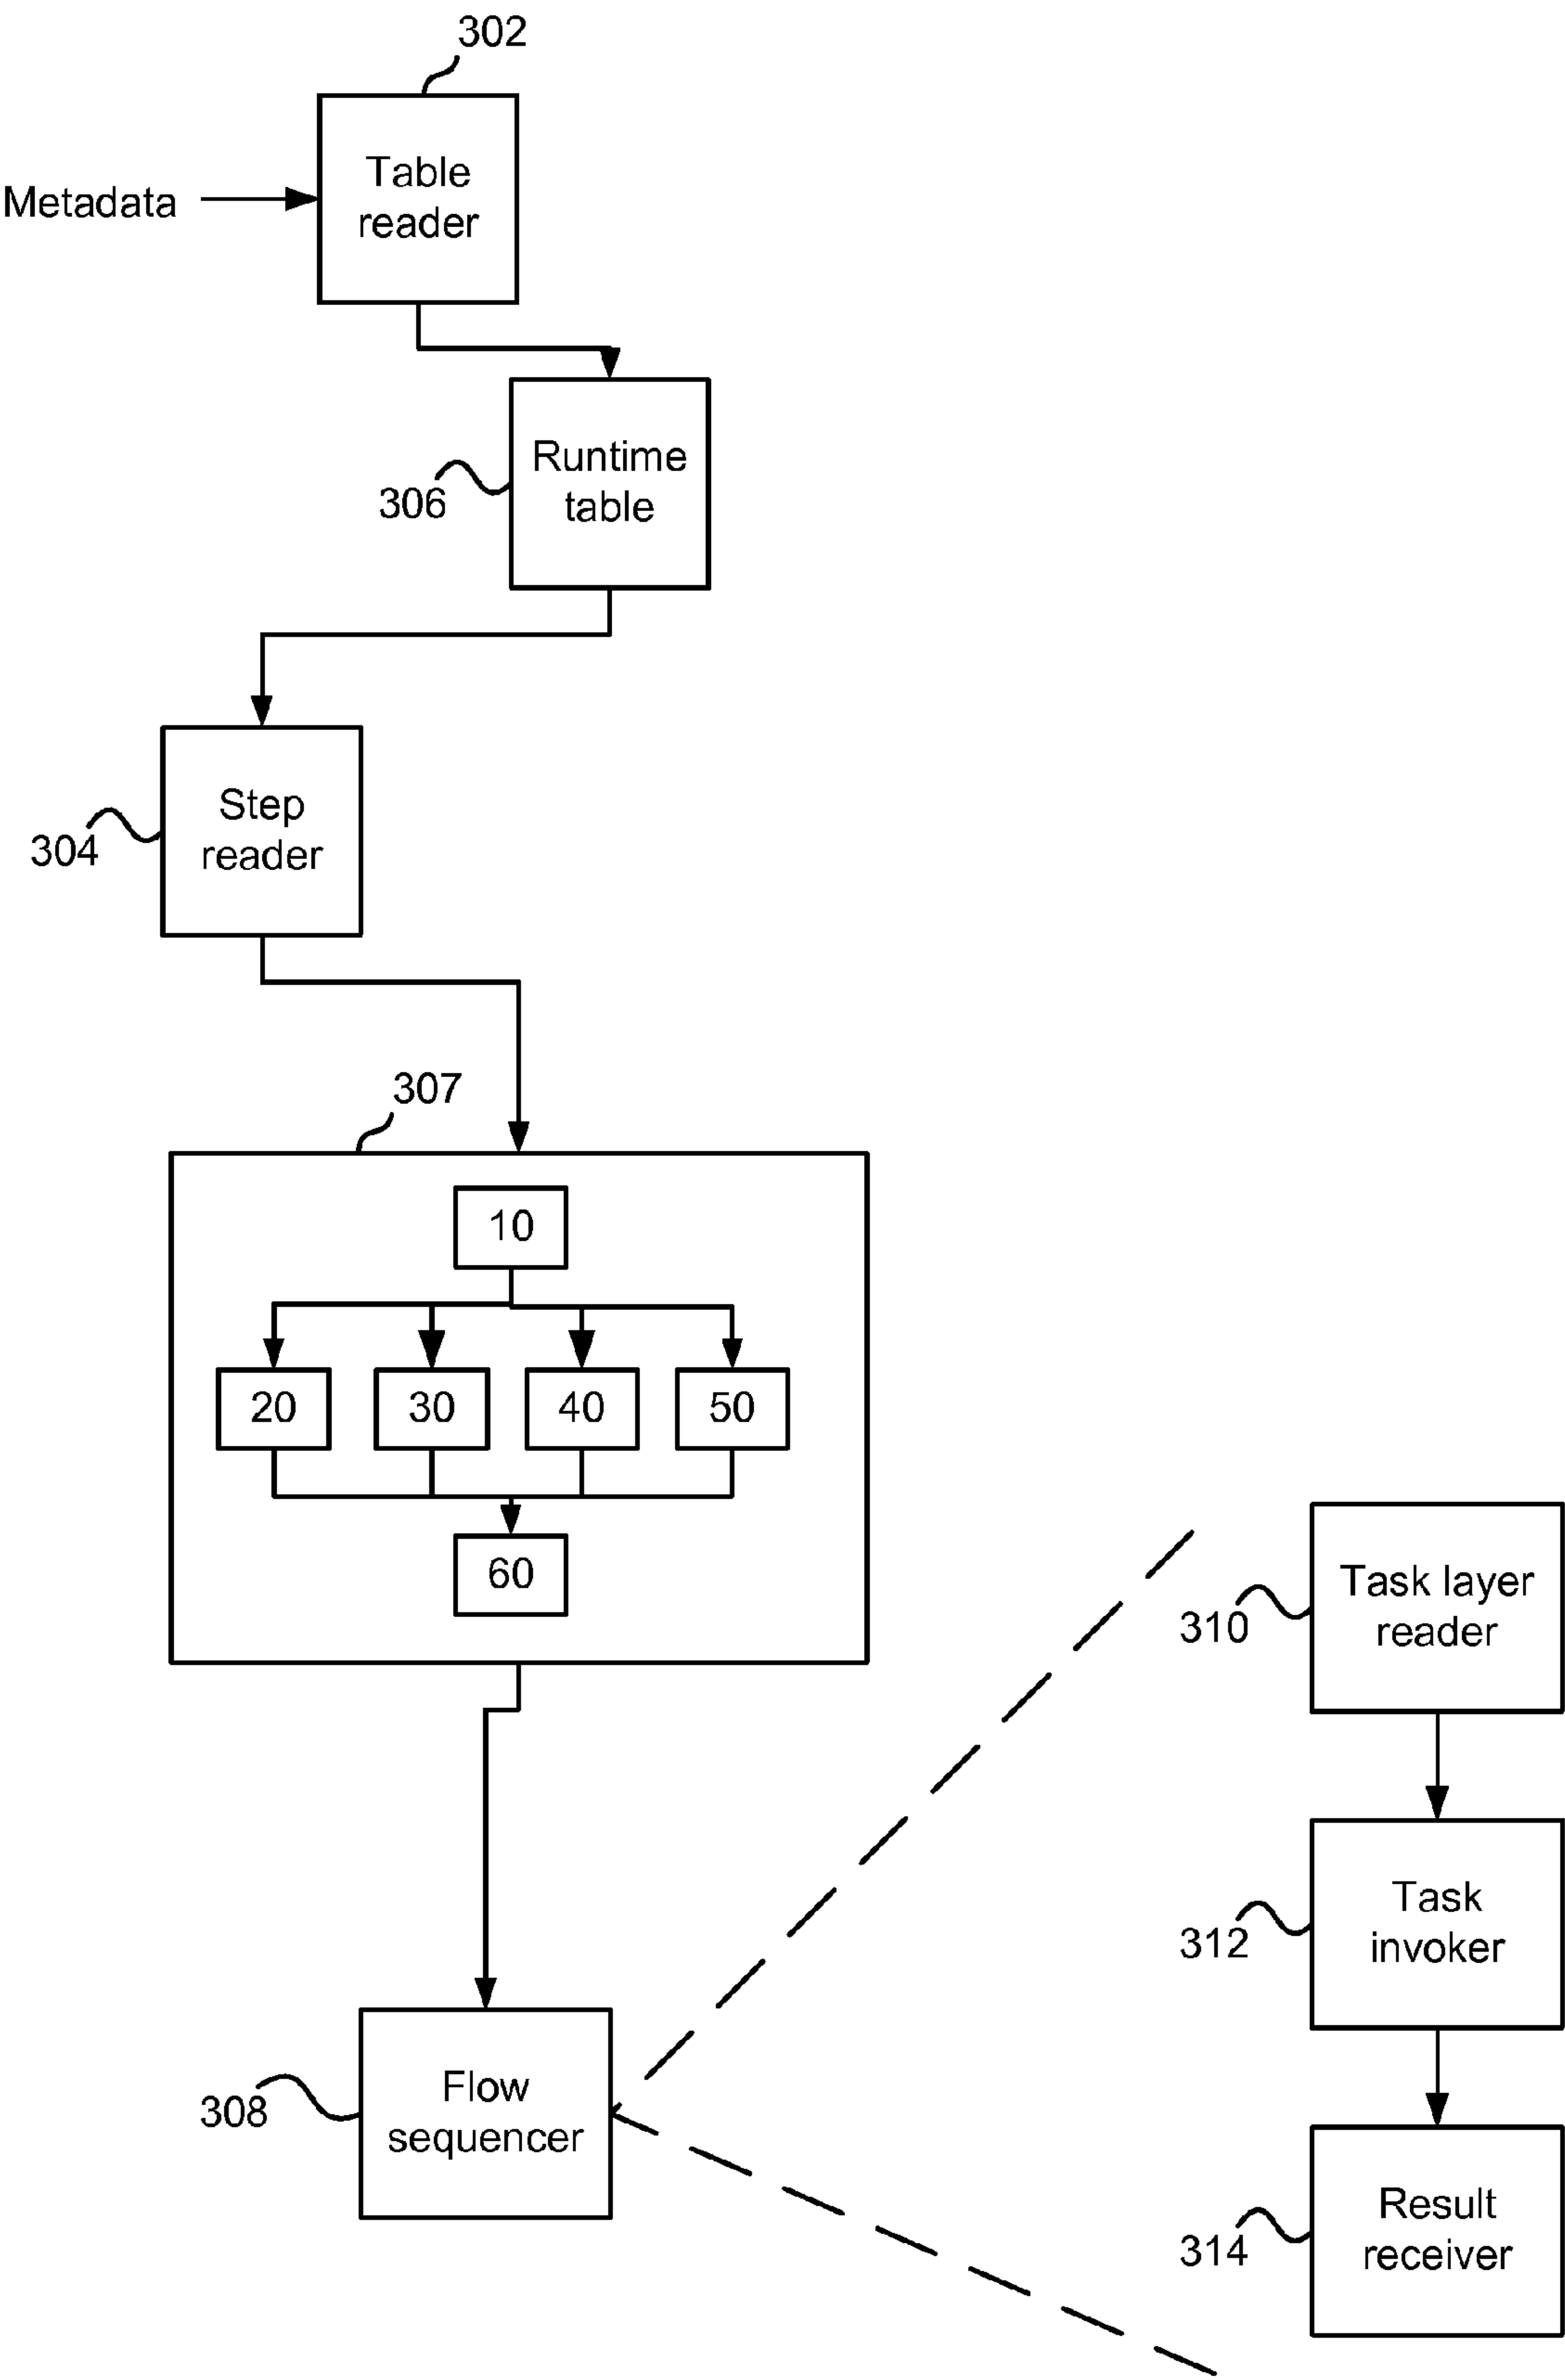 302
Table
reader
Metadata
Runtime
table
306
Step
reader
304
307
10
20 30 40 50
60
Task layer
reader
310
Task
invoker
312
Flow
sequencer
308
Result
receiver
314